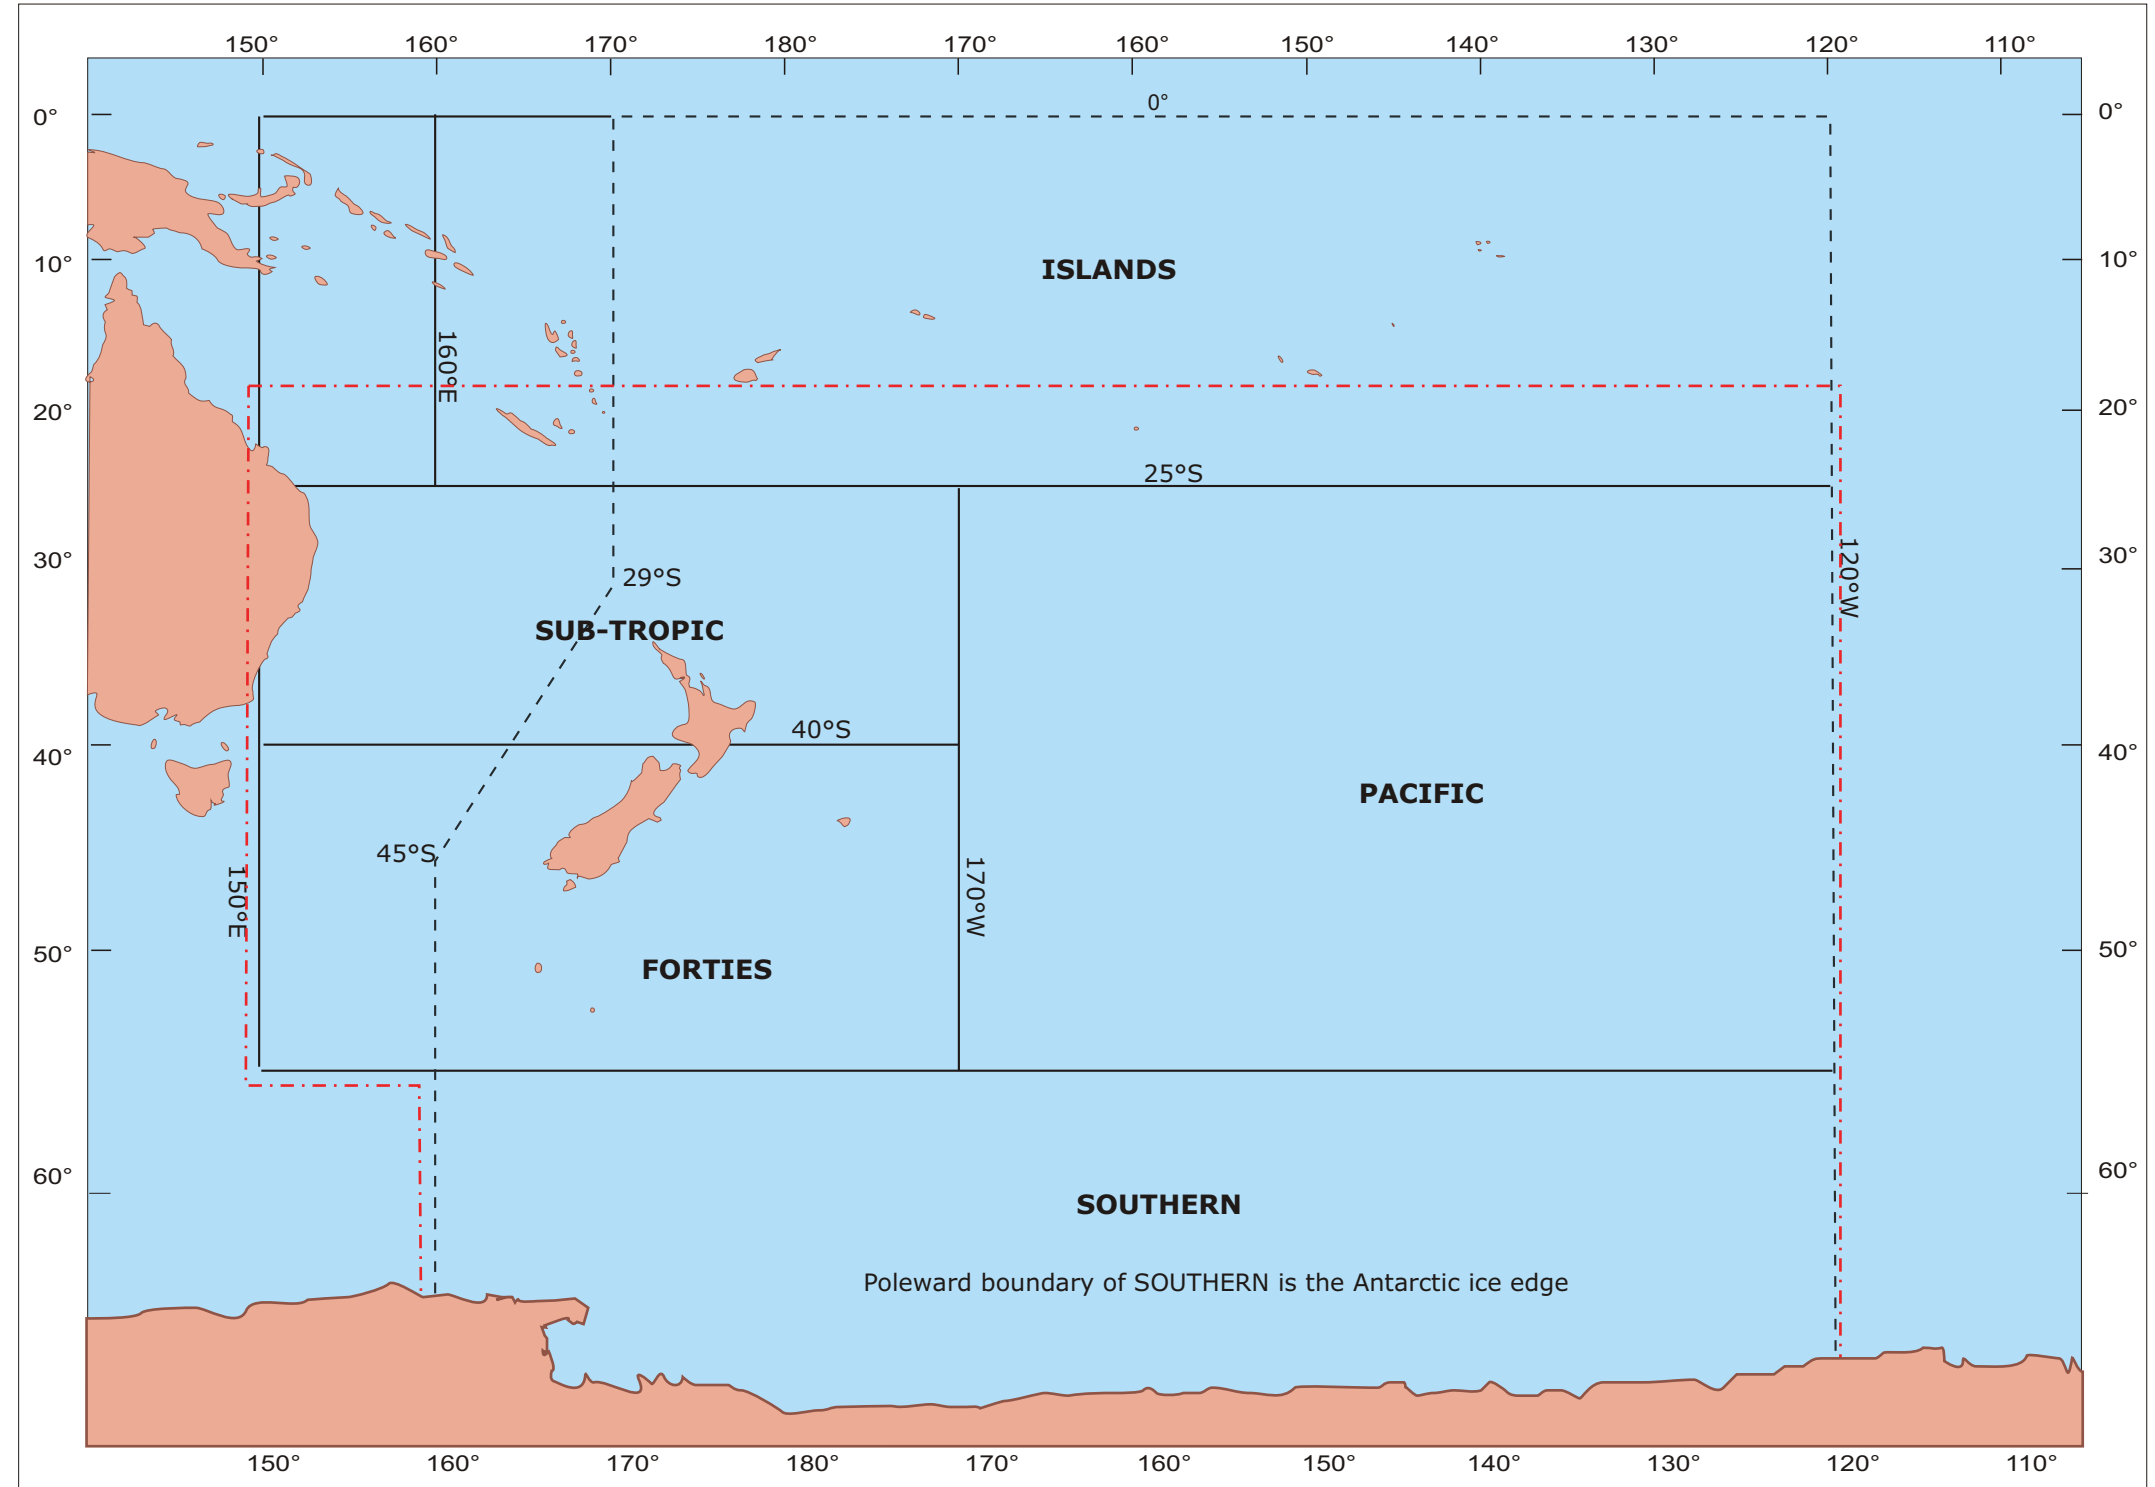 150° 160° 170° 180° 170° 160° 150° 140° 130° 120° 110°
0°
0° 0°
10° 10°
ISLANDS
160°E
20° 20°
25°S
30° 30°
29°S
120°W
SUB-TROPIC
40°S
40° 40°
PACIFIC
45°S
150°E
170°W
50° 50°
FORTIES
60° 60°
SOUTHERN
Poleward boundary of SOUTHERN is the Antarctic ice edge
150° 160° 170° 180° 170° 160° 150° 140° 130° 120° 110°